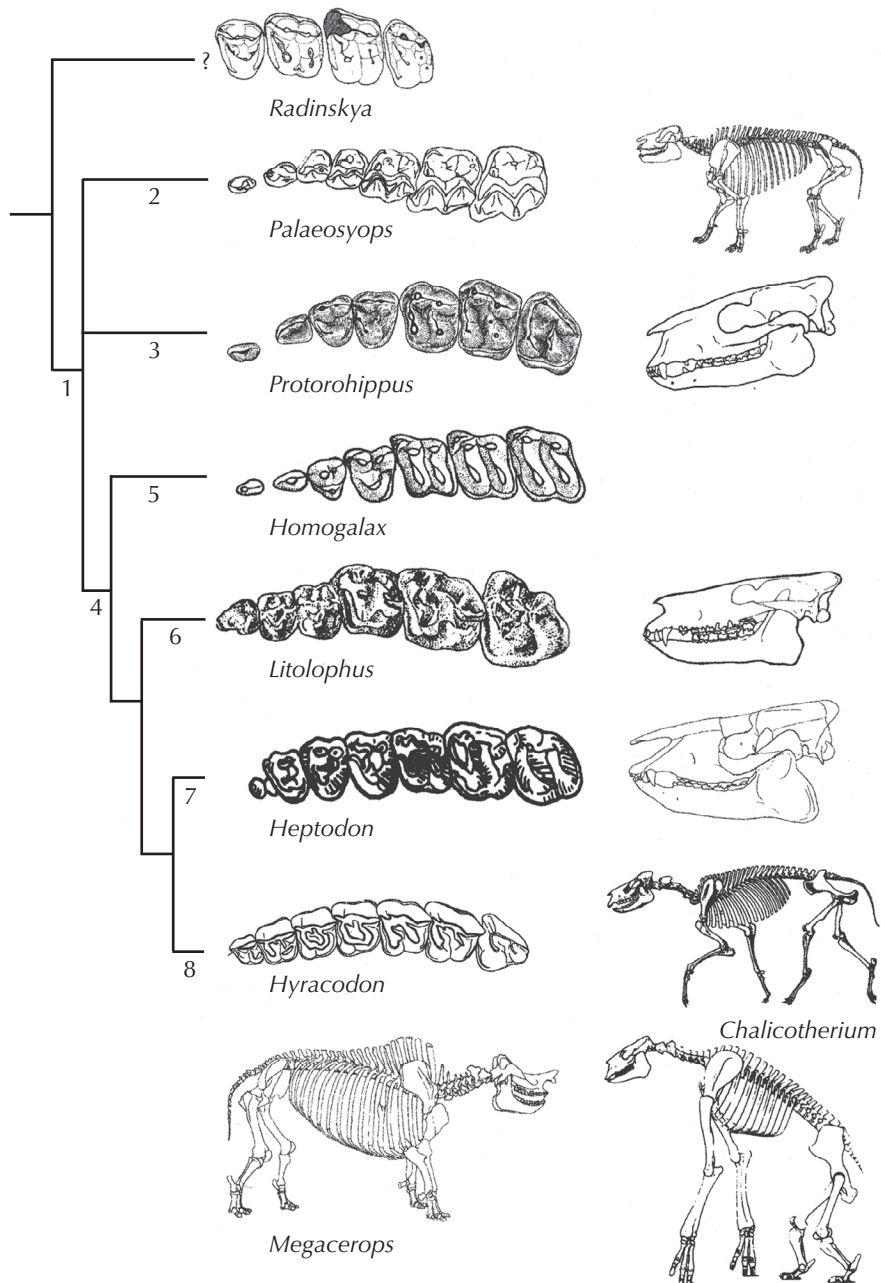 ?
Radinskya
2
Palaeosyops
3
1
Protorohippus
5
Homogalax
4
6
Litolophus
7
Heptodon
8
Hyracodon
Chalicotherium
Megacerops